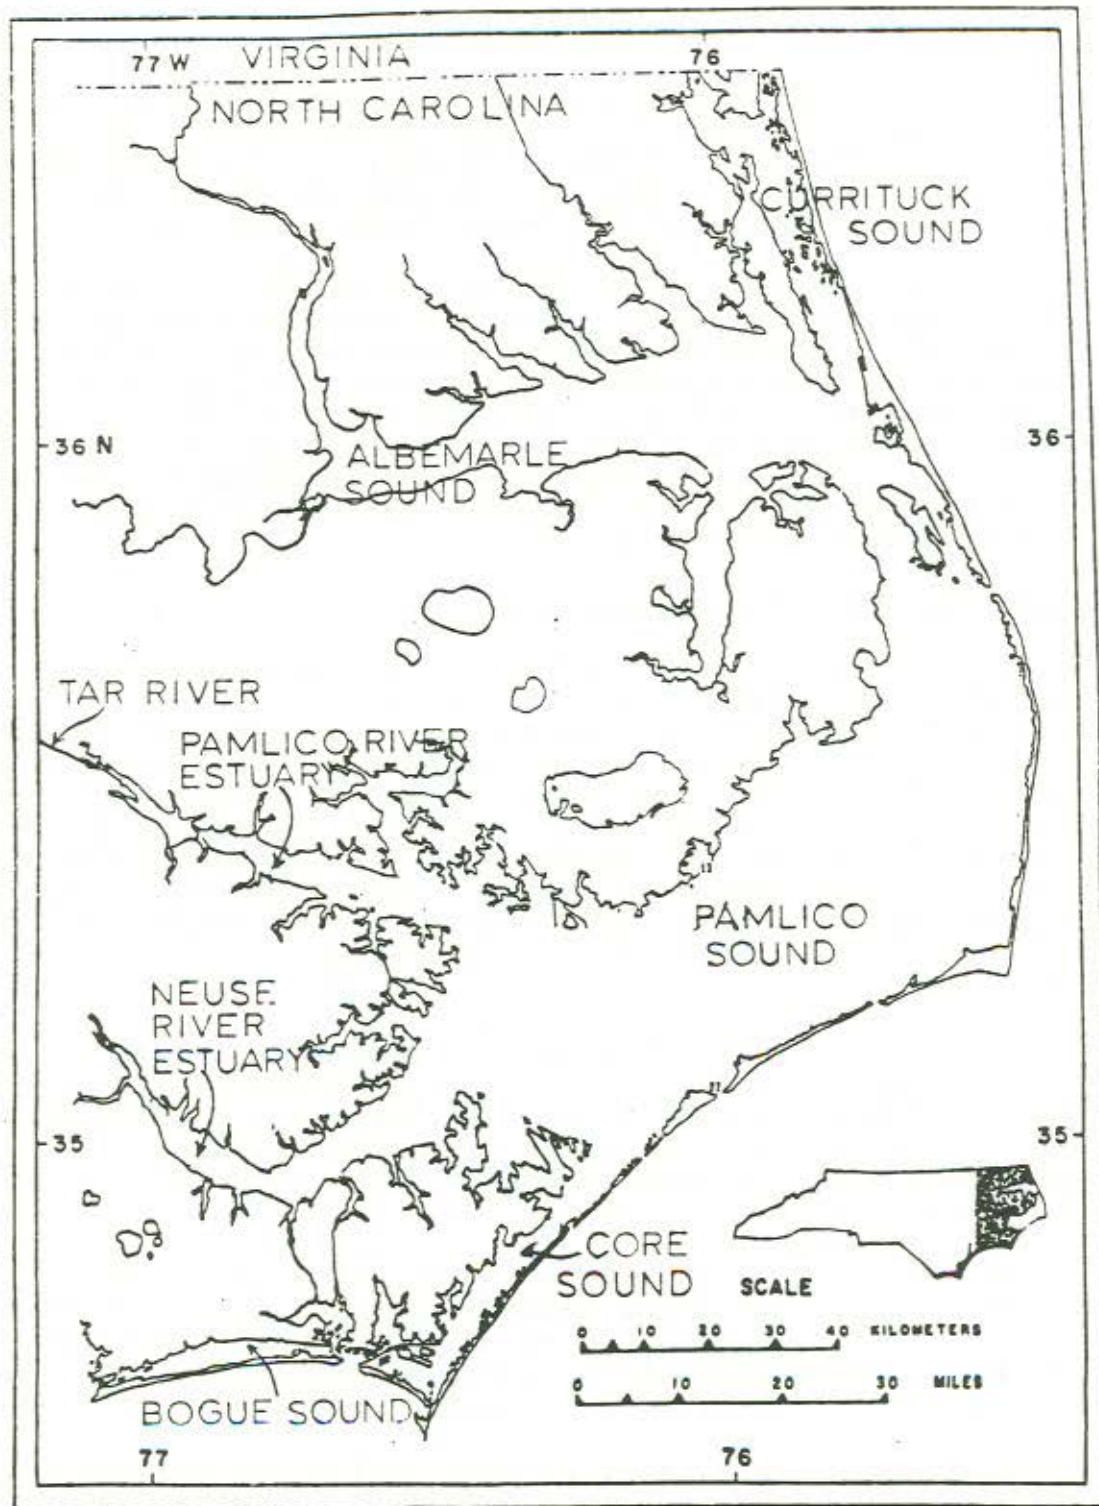 77 W
VIRGINIA
76
NORTH CAROLINA
CURRITUCK
SOUND
36 N
36
ALBEMARLE
SOUND
TAR RIVER
PAMLICO RIVER
ESTUARY
13
PAMLICO
SOUND
NEUSE
RIVER
ESTUARY
35
35
CORE
SOUND
SCALE
0 10 20 30 40 KILOMETERS
0 10 20 30 MILES
BOGUE SOUND
77
76